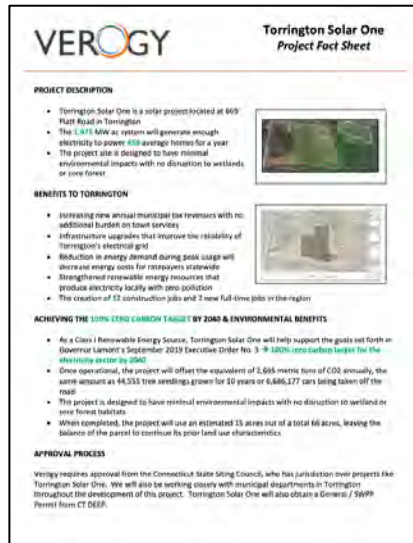 VEROGY
Torrington Solar One
Project Fact Sheet
PROJECT DESCRIPTION
• Torrington Solar One is a solar project located at 669
Platt Road in Torrington
• The 1.975 MW ac system will generate enough
electricity to power 458 average homes for a year
• The project site is designed to have minimal
environmental impacts with no disruption to wetlands
or core forest
BENEFITS TO TORRINGTON
• Increasing new annual municipal tax revenues with no
additional burden on town services
• Infrastructure upgrades that improve the reliability of
Torrington's electrical grid
• Reduction in energy demand during peak usage will
decrease energy costs for ratepayers statewide
• Strengthened renewable energy resources that
produce electricity locally with zero pollution
• The creation of 52 construction jobs and 2 new full-time jobs in the region
ACHIEVING THE 100% ZERO CARBON TARGET BY 2040 & ENVIRONMENTAL BENEFITS
• As a Class I Renewable Energy Source, Torrington Solar One will help support the goals set forth in
Governor Lamont's September 2019 Executive Order No. 3 → 100% zero carbon target for the
electricity sector by 2040
• Once operational, the project will offset the equivalent of 2,695 metric tons of CO2 annually, the
same amount as 44,555 tree seedlings grown for 10 years or 6,686,177 cars being taken off the
road
• The project is designed to have minimal environmental impacts with no disruption to wetland or
core forest habitats
• When completed, the project will use an estimated 15 acres out of a total 66 acres, leaving the
balance of the parcel to continue its prior land use characteristics
APPROVAL PROCESS
Verogy requires approval from the Connecticut State Siting Council, who has jurisdiction over projects like
Torrington Solar One. We will also be working closely with municipal departments in Torrington
throughout the development of this project. Torrington Solar One will also obtain a General / SWPP
Permit from CT DEEP.